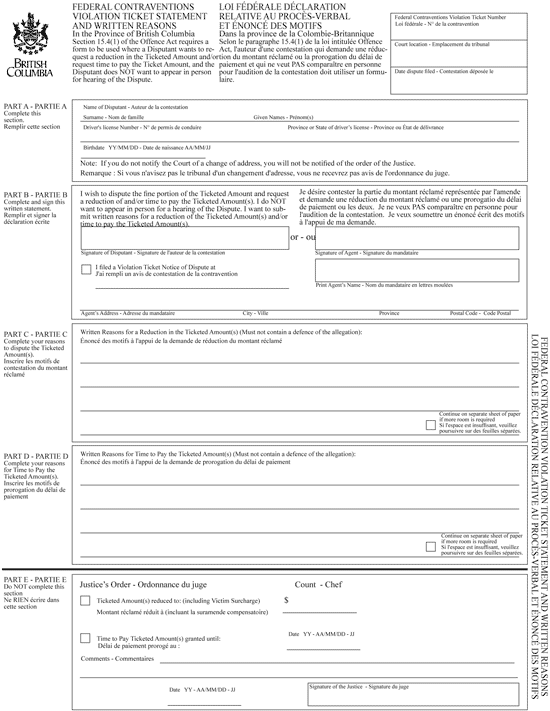 BRITISH
COLUMBIA
FEDERAL CONTRAVENTIONS
VIOLATION TICKET STATEMENT
AND WRITTEN REASONS
In the Province of British Columbia
Section 15.4(1) of the Offence Act requires a
form to be used where a Disputant wants to re-
quest a reduction in the Ticketed Amount and/or
request time to pay the Ticket Amount, and the
Disputant does NOT want to appear in person
for hearing of the Dispute.
LOI FÉDÉRALE DÉCLARATION
RELATIVE AU PROCÈS-VERBAL
ET ÉNONCÉ DES MOTIFS
Dans la province de la Colombie-Britannique
Selon le paragraphe 15.4(1) de la loi intitulée Offence
Act, l'auteur d'une contestation qui demande une réduc-
tion du montant réclamé ou la prorogation du délai de
paiement et qui ne veut PAS comparaître en personne
pour l'audition de la contestation doit utiliser un formu-
laire.
Federal Contraventions Violation Ticket Number
Loi fédérale - N° de la contravention
Court location - Emplacement du tribunal
Date dispute filed - Contestation déposée le
PART A - PARTIE A
Complete this
section.
Remplir cette section
Name of Disputant - Auteur de la contestation
Surname - Nom de famille
Given Names - Prénom(s)
Driver's license Number - N° de permis de conduire
Province or State of driver's license - Province ou État de délivrance
Birthdate YY/MM/DD - Date de naissance AA/MM/JJ
Note: If you do not notify the Court of a change of address, you will not be notified of the order of the Justice.
Remarque : Si vous n'avisez pas le tribunal d'un changement d'adresse, vous ne recevrez pas avis de l'ordonnance du juge.
PART B - PARTIE B
Complete and sign this
written statement.
Remplir et signer la
déclaration écrite
I wish to dispute the fine portion of the Ticketed Amount and request
a reduction of and/or time to pay the Ticketed Amount(s). I do NOT
want to appear in person for a hearing of the Dispute. I want to sub-
mit written reasons for a reduction of the Ticketed Amount(s) and/or
time to pay the Ticket Amount(s).
Je désire contester la partie du montant réclamé représentée par l'amende
et demande une réduction du montant réclamé ou une prorogatio du délai
de paiement ou les deux. Je ne veux PAS comparaître en personne pour
l'audition de la contestation. Je veux soumettre un énoncé écrit des motifs
à l'appui de ma demande.
or - ou
Signature of Disputant - Signature de l'auteur de la contestation
Signature of Agent - Signature du mandataire
I filed a Violation Ticket Notice of Dispute at
J'ai rempli un avis de contestation de la contravention
Print Agent's Name - Nom du mandataire en lettres moulées
Agent's Address - Adresse du mandataire
City - Ville
Province
Postal Code - Code Postal
PART C - PARTIE C
Complete your reasons
to dispute the Ticketed
Amount(s).
Inscrire les motifs de
contestation du montant
réclamé
Written Reasons for a Reduction in the Ticketed Amount(s) (Must not contain a defence of the allegation):
Énoncé des motifs à l'appui de la demande de réduction du montant réclamé
Continue on separate sheet of paper
if more room is required
Si l'espace est insuffisant, veuillez
poursuivre sur des feuilles séparées.
PART D - PARTIE D
Complete your reasons
for Time to Pay the
Ticketed Amount(s).
Inscrire les motifs de
prorogation du délai de
paiement
Written Reasons for Time to Pay the Ticketed Amount(s) (Must not contain a defence of the allegation):
Énoncé des motifs à l'appui de la demande de prorogation du délai de paiement
Continue on separate sheet of paper
if more room is required
Si l'espace est insuffisant, veuillez
poursuivre sur des feuilles séparées.
PART E - PARTIE E
Do NOT complete this
section
Ne RIEN écrire dans
cette section
Justice's Order - Ordonnance du juge
Count - Chef
Ticketed Amount(s) reduced to: (including Victim Surcharge)
$
Montant réclamé réduit à (incluant la suramende compensatoire)
Time to Pay Ticketed Amount(s) granted until:
Délai de paiement prorogé au :
Date YY - AA/MM/DD - JJ
Comments - Commentaires
Date YY - AA/MM/DD - JJ
Signature of the Justice - Signature du juge
FEDERAL CONTRAVENTION VIOLATION TICKET STATEMENT AND WRITTEN REASONS
LOI FÉDÉRALE DÉCLARATION RELATIVE AU PROCÈS-VERBAL ET ÉNONCÉ DES MOTIFS